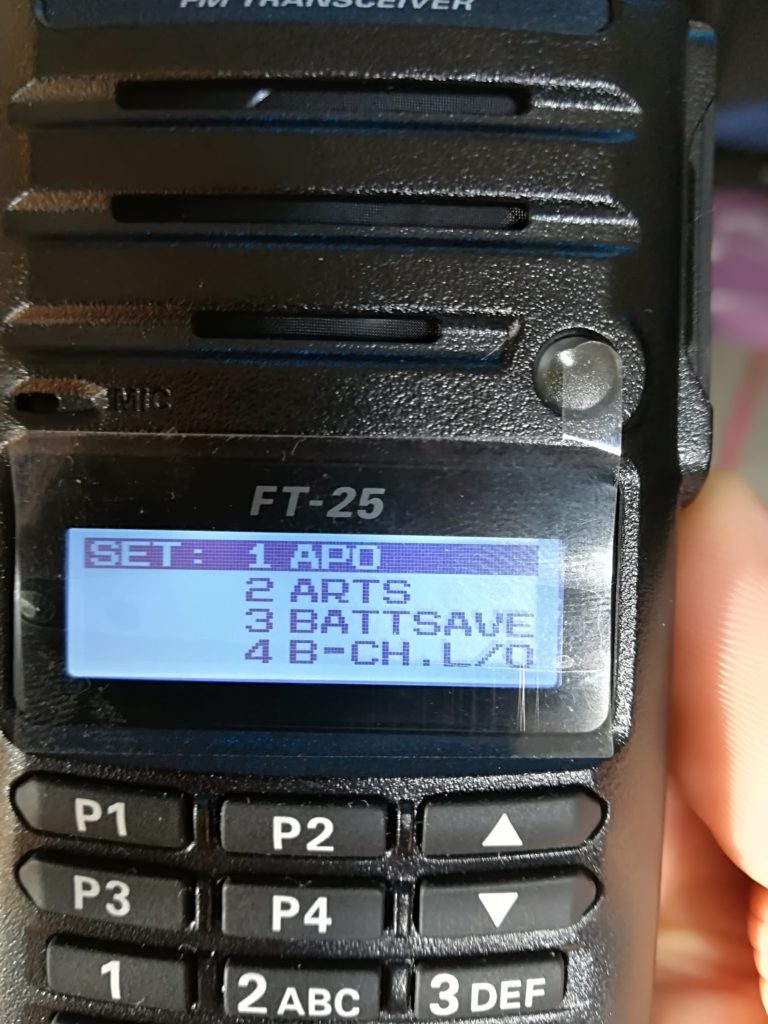 FM TRANSCEIVER
MIC
FT-25
SET: 1 APO
2 ARTS
3 BATTSAVE
4 B-CH.L/O
P1 P2 ▲
P3 P4 ▼
1 2 ABC 3 DEF